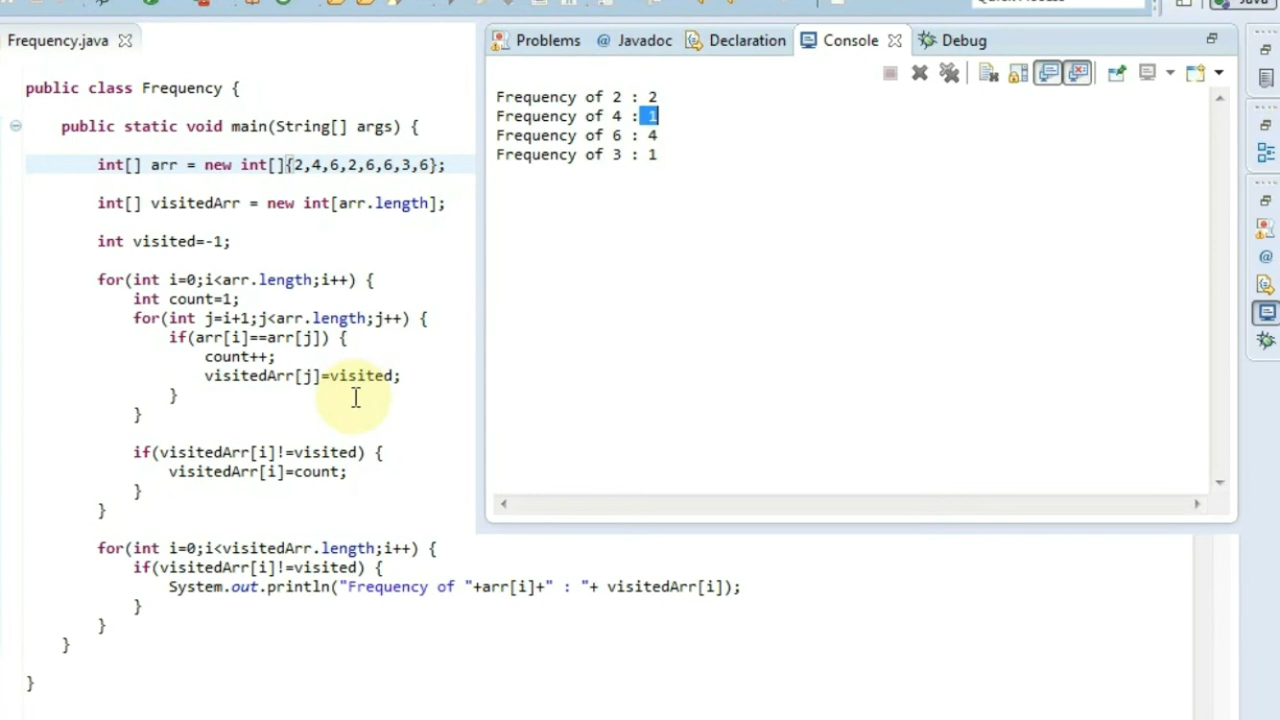 Frequency.java
public class Frequency {
public static void main(String[] args) {
int[] arr = new int[]{2,4,6,2,6,6,3,6};
int[] visitedArr = new int[arr.length];
int visited=-1;
for(int i=0;i<arr.length;i++) {
int count=1;
for(int j=i+1;j<arr.length;j++) {
if(arr[i]==arr[j]) {
count++;
visitedArr[j]=visited;
}
}
if(visitedArr[i]!=visited) {
visitedArr[i]=count;
}
}
for(int i=0;i<visitedArr.length;i++) {
if(visitedArr[i]!=visited) {
System.out.println("Frequency of "+arr[i]+" : "+ visitedArr[i]);
}
}
}
}
Problems @ Javadoc Declaration Console Debug
Frequency of 2 : 2
Frequency of 4 : 1
Frequency of 6 : 4
Frequency of 3 : 1